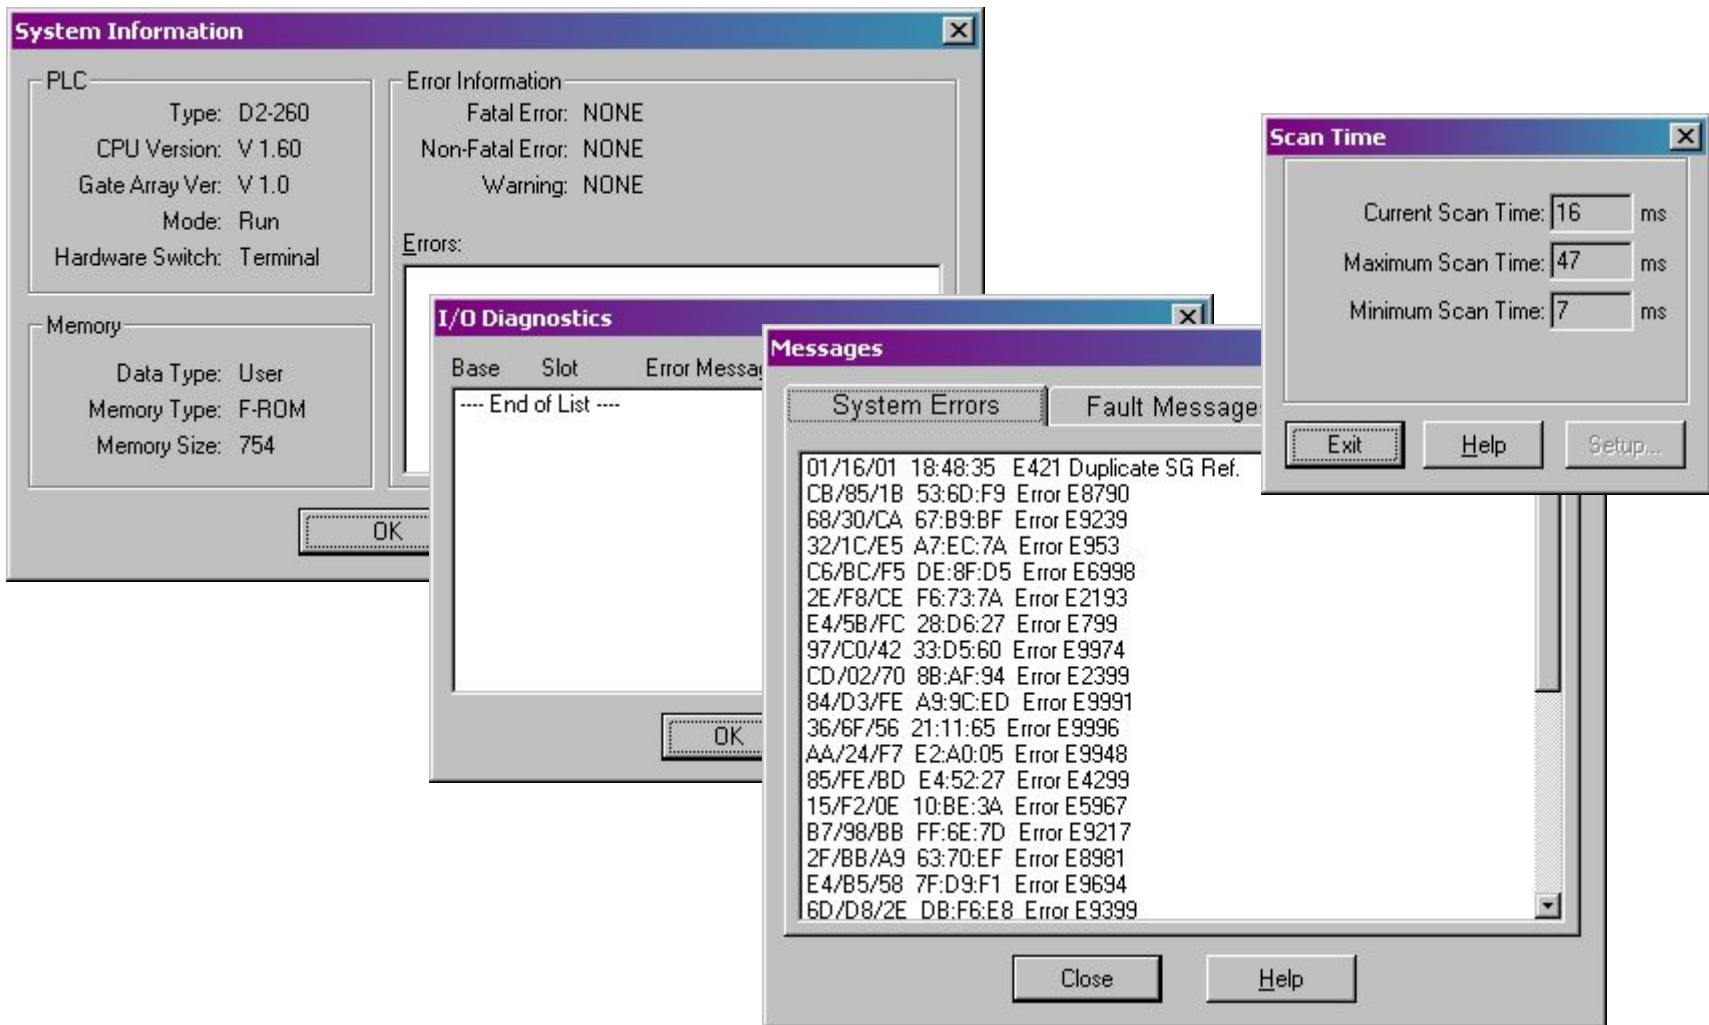 System Information
PLC
Type: D2-260
CPU Version: V 1.60
Gate Array Ver: V 1.0
Mode: Run
Hardware Switch: Terminal
Memory
Data Type: User
Memory Type: F-ROM
Memory Size: 754
Error Information
Fatal Error: NONE
Non-Fatal Error: NONE
Warning: NONE
Errors:
OK
I/O Diagnostics
Base Slot Error Messag
---- End of List ----
OK
Messages
System Errors Fault Message
01/16/01 18:48:35 E421 Duplicate SG Ref.
CB/85/1B 53:6D:F9 Error E8790
68/30/CA 67:B9:BF Error E9239
32/1C/E5 A7:EC:7A Error E953
C6/BC/F5 DE:8F:D5 Error E6998
2E/F8/CE F6:73:7A Error E2193
E4/5B/FC 28:D6:27 Error E799
97/C0/42 33:D5:60 Error E9974
CD/02/70 8B:AF:94 Error E2399
84/D3/FE A9:9C:ED Error E9991
36/6F/56 21:11:65 Error E9996
AA/24/F7 E2:A0:05 Error E9948
85/FE/BD E4:52:27 Error E4299
15/F2/0E 10:BE:3A Error E5967
B7/98/BB FF:6E:7D Error E9217
2F/BB/A9 63:70:EF Error E8981
E4/B5/58 7F:D9:F1 Error E9694
6D/D8/2E DB:F6:E8 Error E9399
Close Help
Scan Time
Current Scan Time: 16 ms
Maximum Scan Time: 47 ms
Minimum Scan Time: 7 ms
Exit Help Setup...